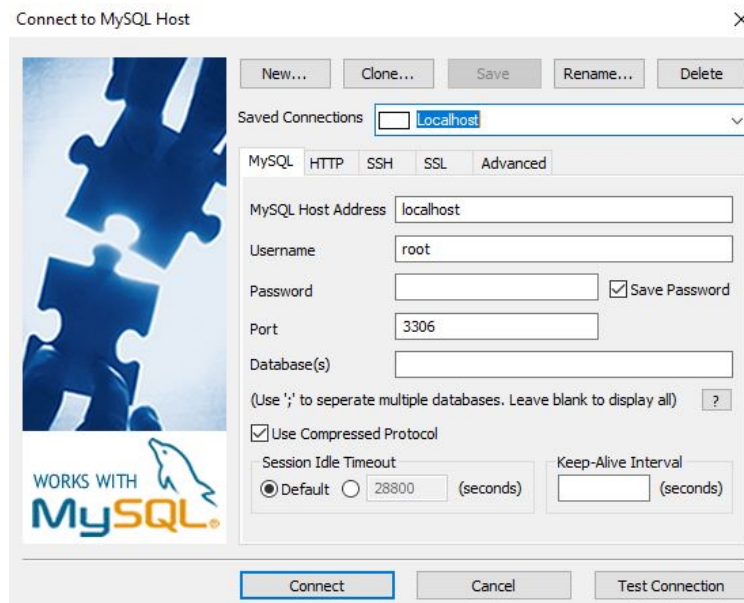 Connect to MySQL Host
New... Clone... Save Rename... Delete
Saved Connections Localhost
MySQL HTTP SSH SSL Advanced
MySQL Host Address localhost
Username root
Password Save Password
Port 3306
Database(s)
(Use ';' to seperate multiple databases. Leave blank to display all) ?
Use Compressed Protocol
Session Idle Timeout Keep-Alive Interval
Default 28800 (seconds) (seconds)
WORKS WITH
MySQL®
Connect Cancel Test Connection